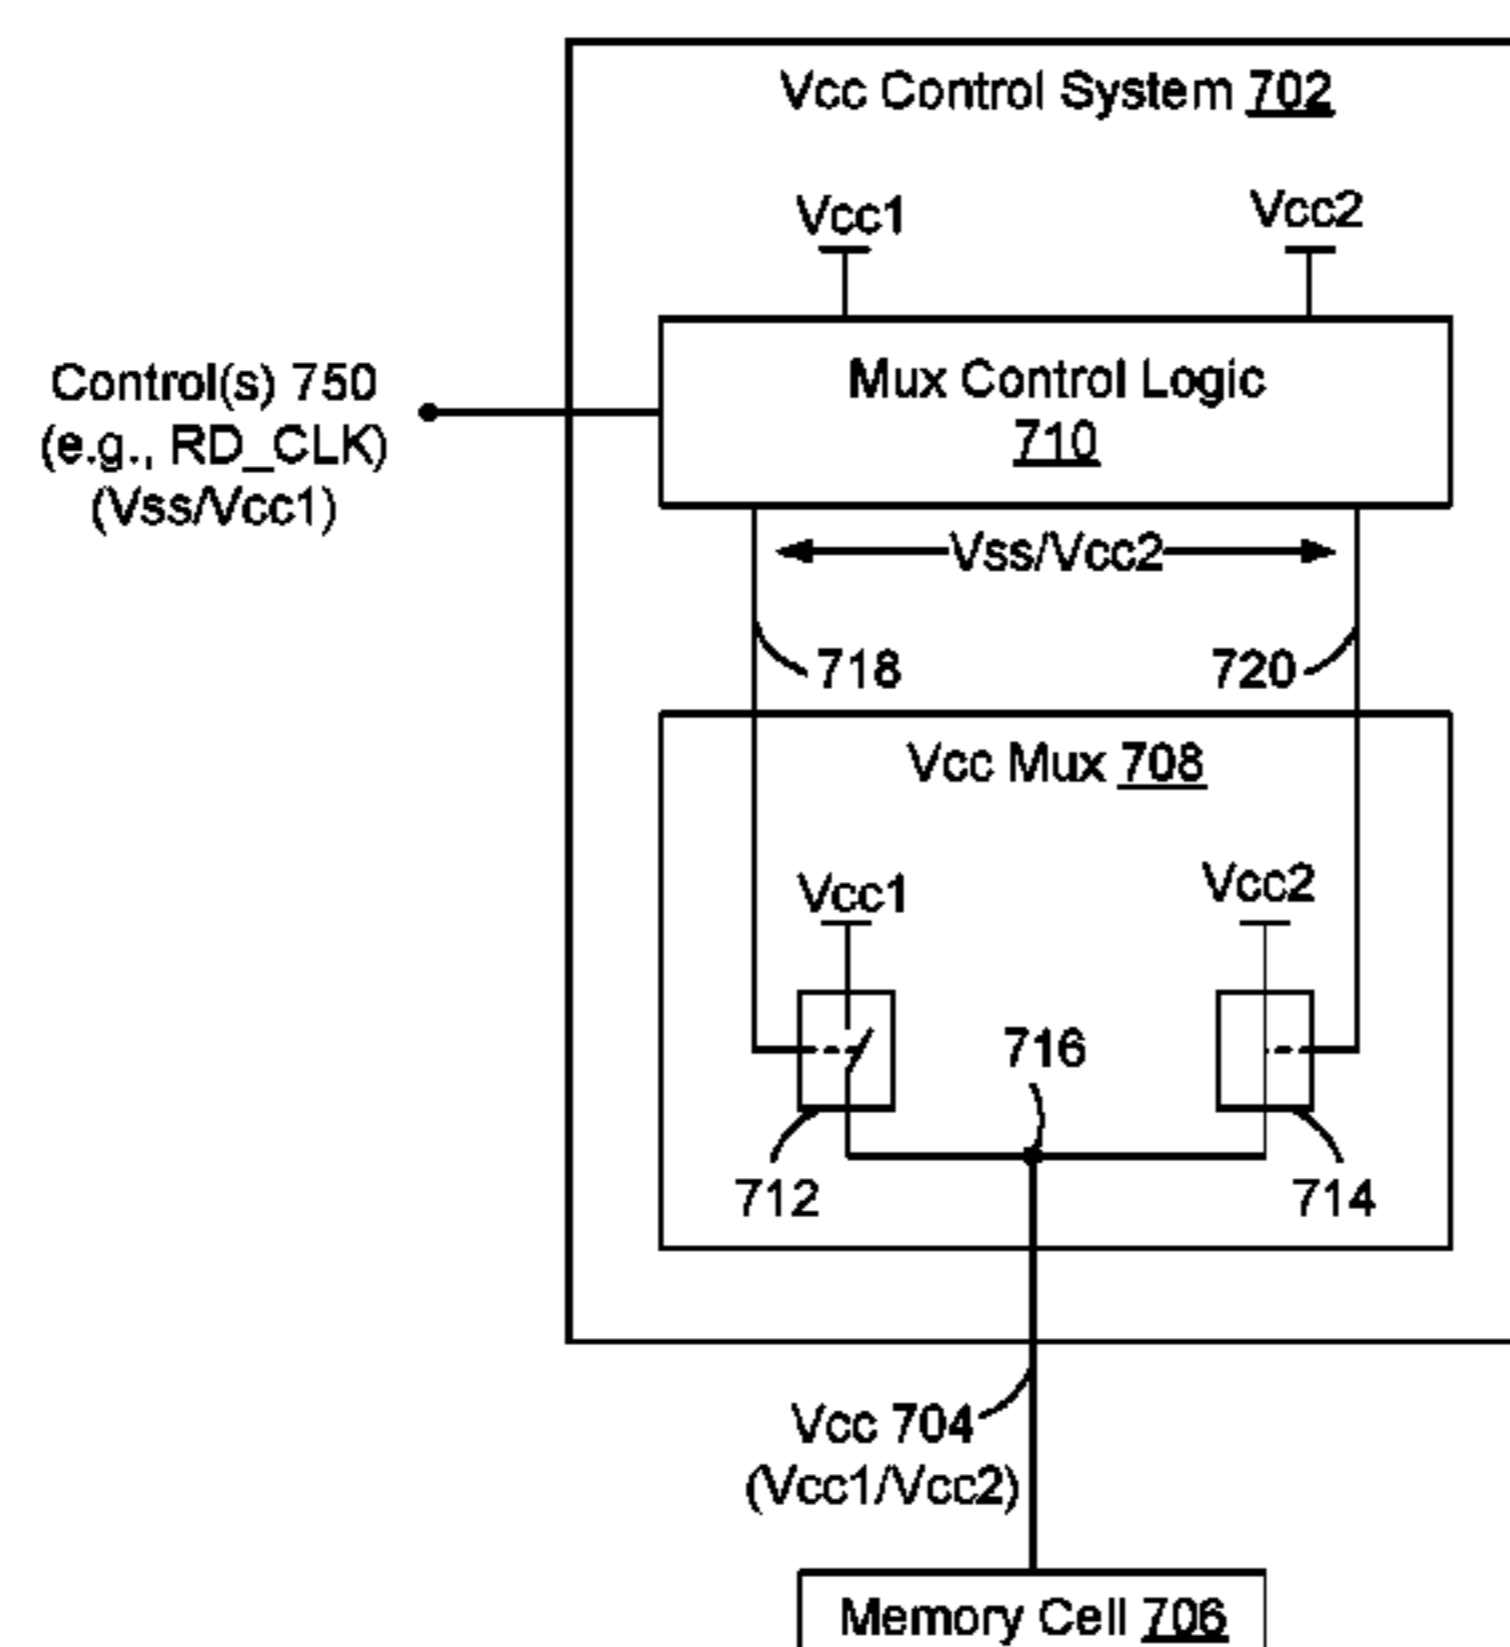 Vcc Control System 702
Vcc1
Vcc2
Control(s) 750
(e.g., RD_CLK)
(Vss/Vcc1)
Mux Control Logic
710
Vss/Vcc2
718
720
Vcc Mux 708
Vcc1
Vcc2
716
712
714
Vcc 704
(Vcc1/Vcc2)
Memory Cell 706